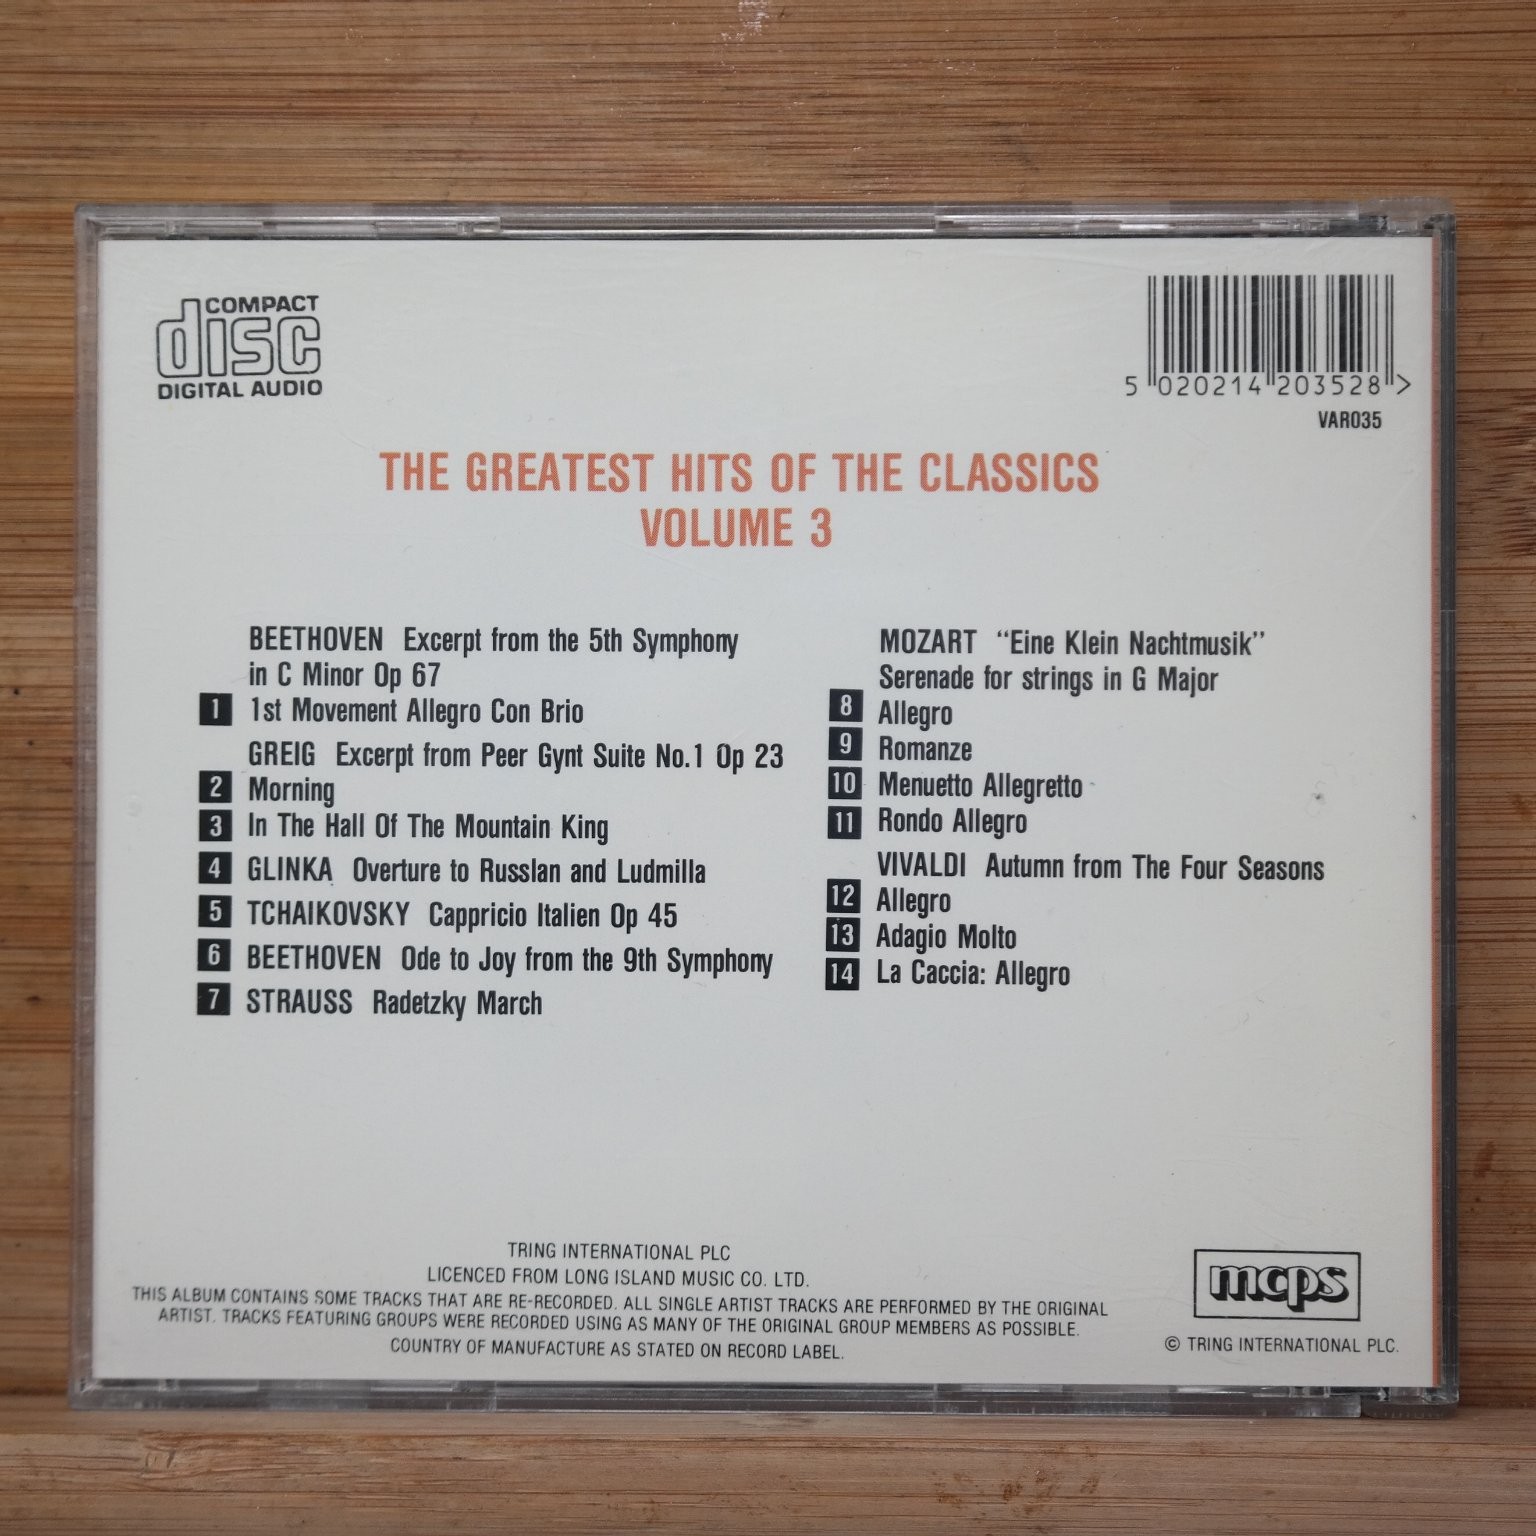 COMPACT
disc
DIGITAL AUDIO
5 020214 203528 >
VAR035
THE GREATEST HITS OF THE CLASSICS
VOLUME 3
BEETHOVEN Excerpt from the 5th Symphony
in C Minor Op 67
1 1st Movement Allegro Con Brio
GREIG Excerpt from Peer Gynt Suite No.1 Op 23
2 Morning
3 In The Hall Of The Mountain King
4 GLINKA Overture to Russlan and Ludmilla
5 TCHAIKOVSKY Cappricio Italien Op 45
6 BEETHOVEN Ode to Joy from the 9th Symphony
7 STRAUSS Radetzky March
MOZART “Eine Klein Nachtmusik”
Serenade for strings in G Major
8 Allegro
9 Romanze
10 Menuetto Allegretto
11 Rondo Allegro
VIVALDI Autumn from The Four Seasons
12 Allegro
13 Adagio Molto
14 La Caccia: Allegro
TRING INTERNATIONAL PLC
LICENCED FROM LONG ISLAND MUSIC CO. LTD.
THIS ALBUM CONTAINS SOME TRACKS THAT ARE RE-RECORDED. ALL SINGLE ARTIST TRACKS ARE PERFORMED BY THE ORIGINAL
ARTIST. TRACKS FEATURING GROUPS WERE RECORDED USING AS MANY OF THE ORIGINAL GROUP MEMBERS AS POSSIBLE.
COUNTRY OF MANUFACTURE AS STATED ON RECORD LABEL.
mcps
© TRING INTERNATIONAL PLC.